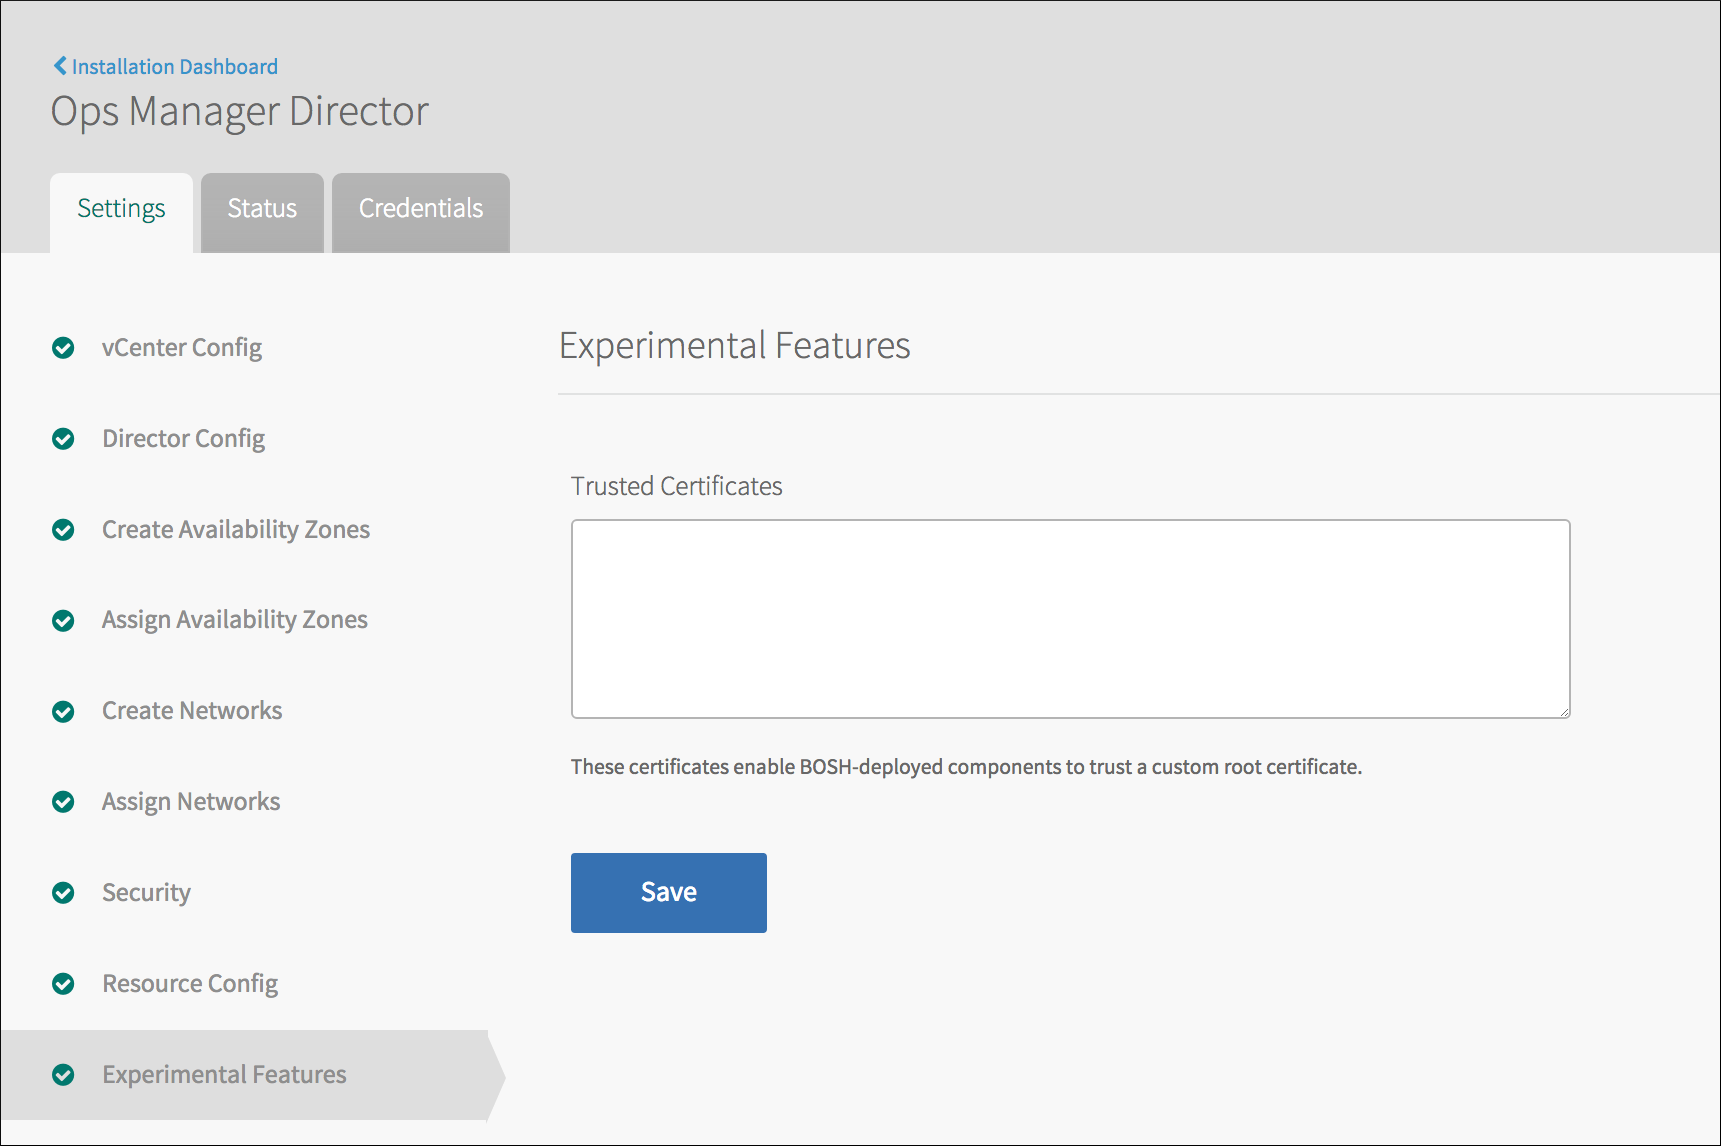 Installation Dashboard
Ops Manager Director
Settings
Status
Credentials
vCenter Config
Director Config
Create Availability Zones
Assign Availability Zones
Create Networks
Assign Networks
Security
Resource Config
Experimental Features
Experimental Features
Trusted Certificates
These certificates enable BOSH-deployed components to trust a custom root certificate.
Save